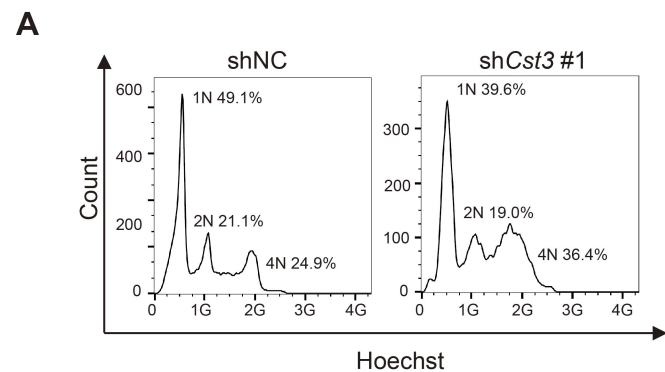 A
shNC
shCst3 #1
Count
600
400
200
0
1N 49.1%
2N 21.1%
4N 24.9%
0 1G 2G 3G 4G
300
200
100
0
1N 39.6%
2N 19.0%
4N 36.4%
0 1G 2G 3G 4G
Hoechst